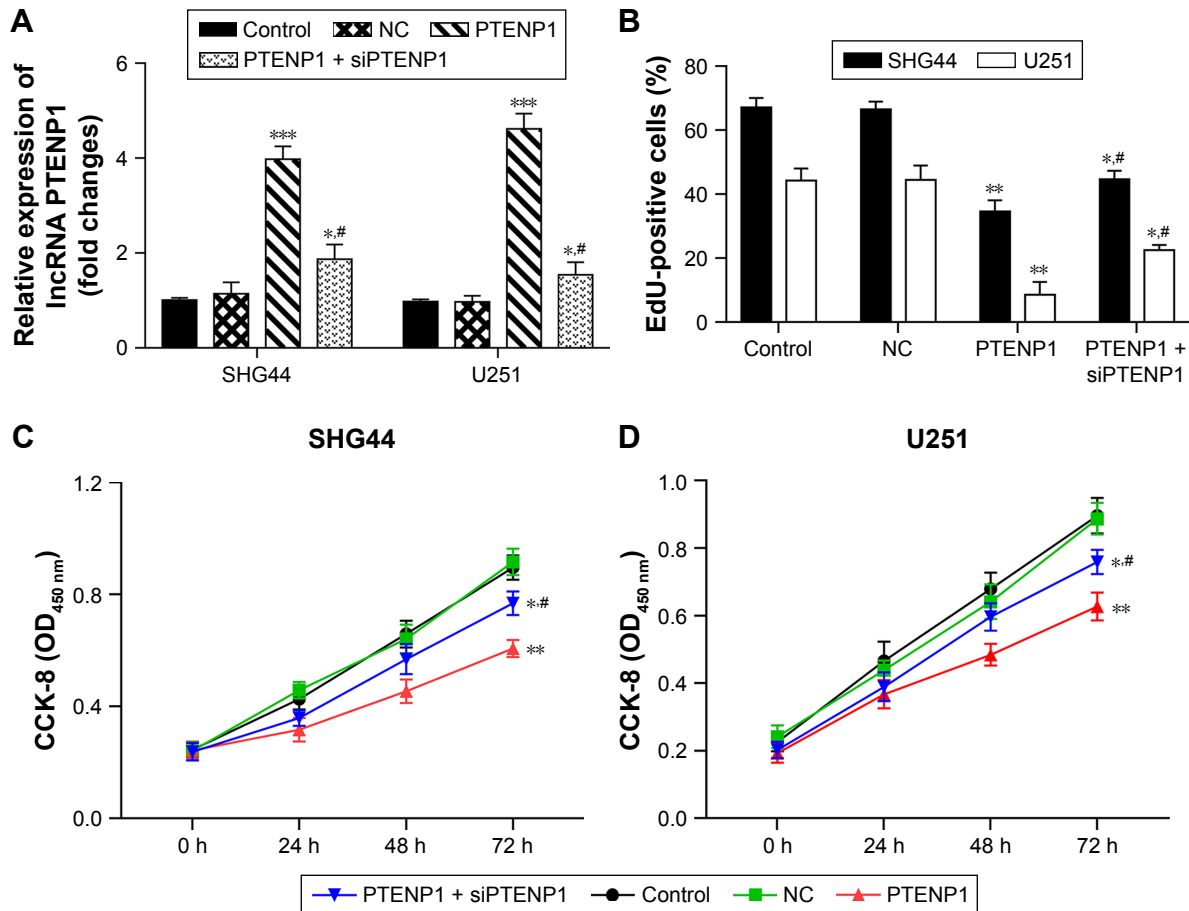 A
Control NC PTENP1
PTENP1 + siPTENP1
Relative expression of
lncRNA PTENP1
(fold changes)
6
4
2
0
***
*,#
***
*,#
SHG44
U251
B
SHG44 U251
EdU-positive cells (%)
80
60
40
20
0
**
**
*,#
*,#
Control
NC
PTENP1
PTENP1 +
siPTENP1
C
SHG44
CCK-8 (OD450 nm)
1.2
0.8
0.4
0.0
*,#
**
0 h
24 h
48 h
72 h
D
U251
CCK-8 (OD450 nm)
1.0
0.8
0.6
0.4
0.2
0.0
*,#
**
0 h
24 h
48 h
72 h
PTENP1 + siPTENP1 Control NC PTENP1